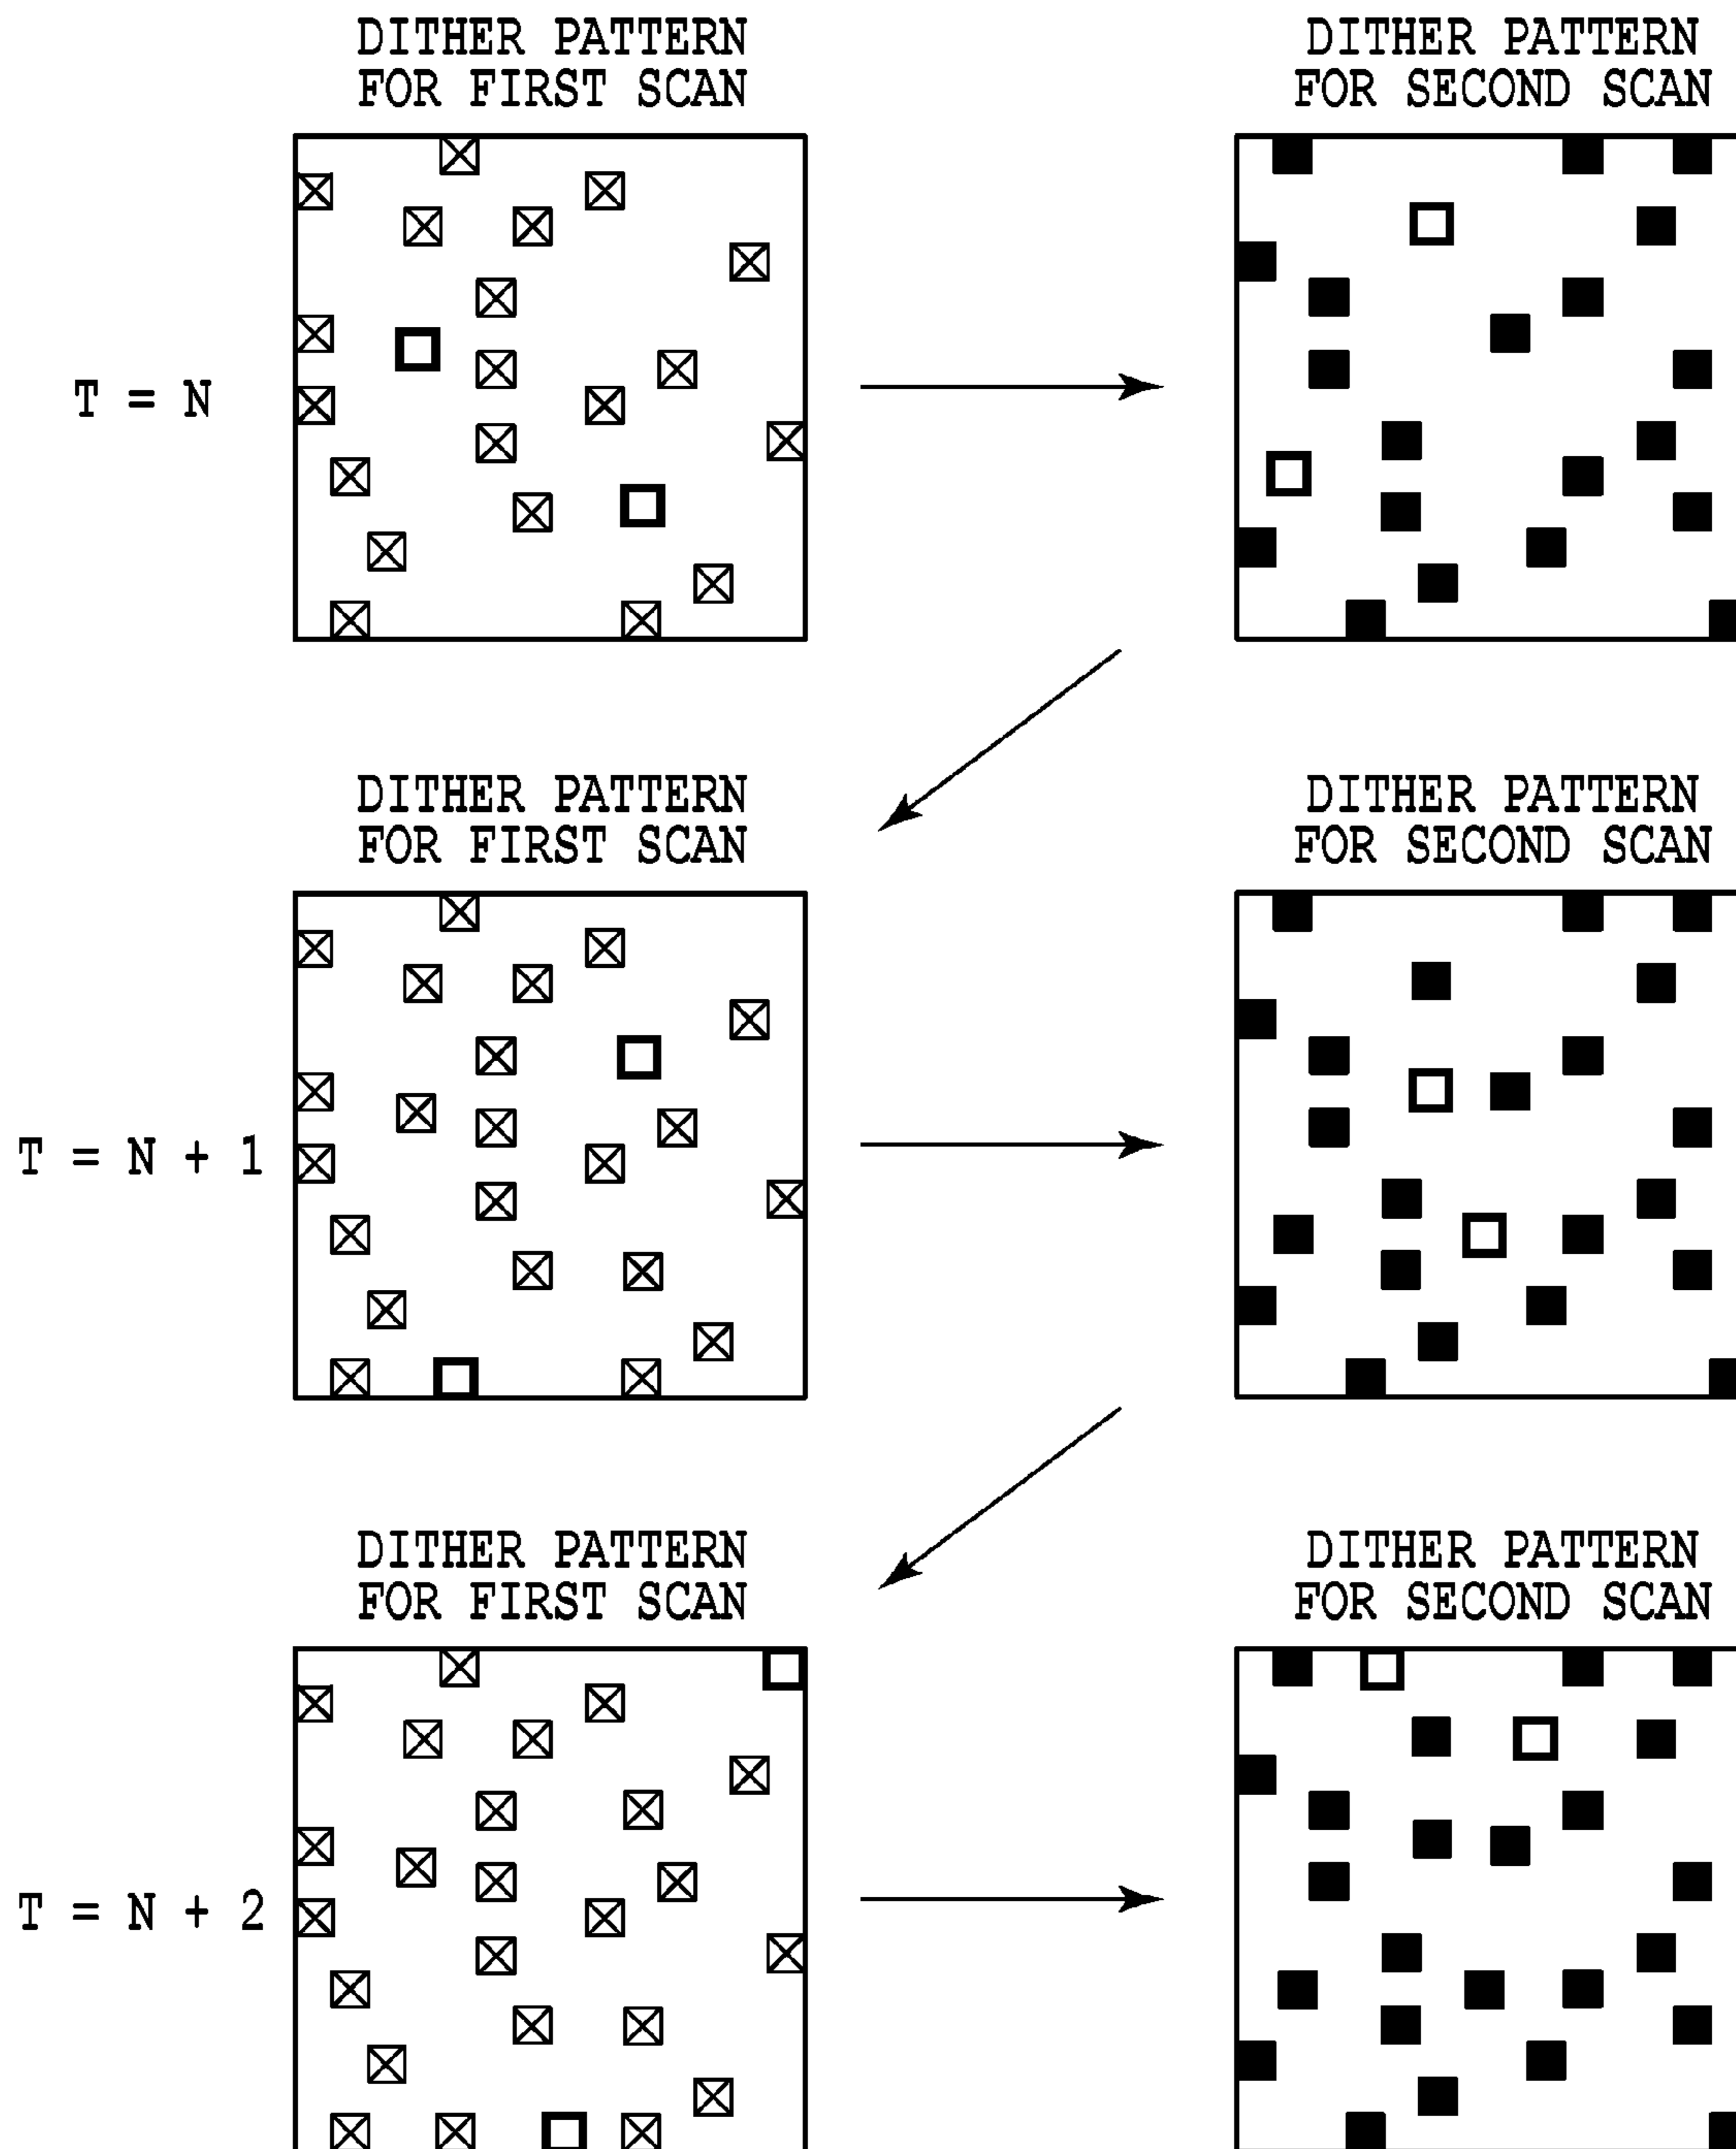 DITHER PATTERN
FOR FIRST SCAN
DITHER PATTERN
FOR SECOND SCAN
T = N
DITHER PATTERN
FOR FIRST SCAN
DITHER PATTERN
FOR SECOND SCAN
T = N + 1
DITHER PATTERN
FOR FIRST SCAN
DITHER PATTERN
FOR SECOND SCAN
T = N + 2